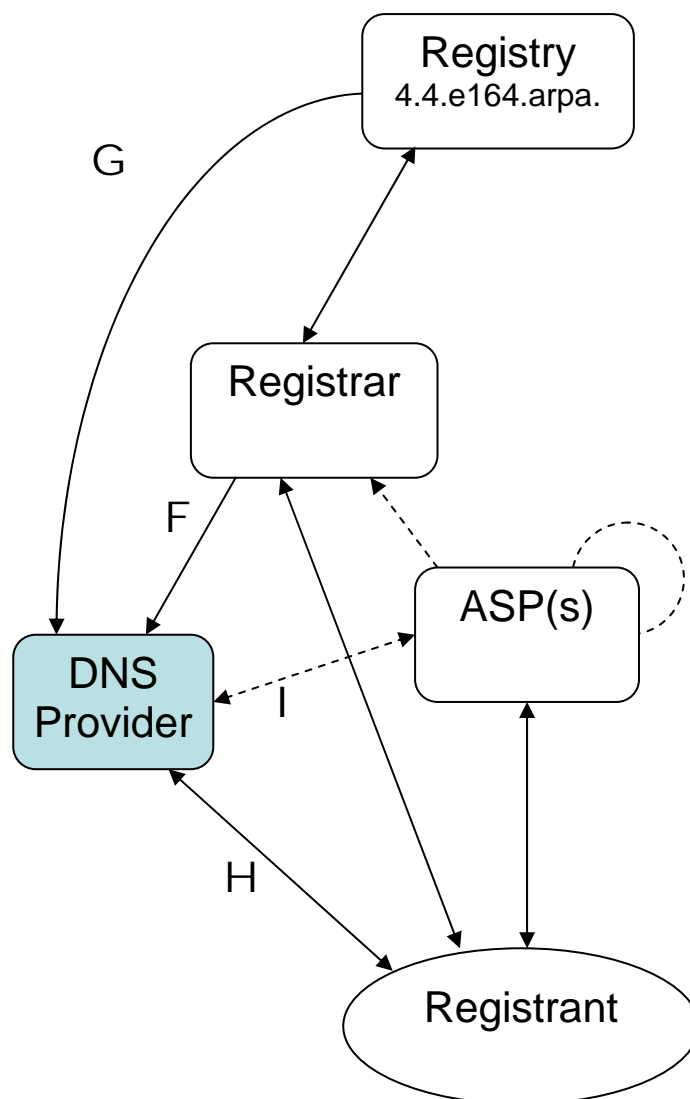 Registry
4.4.e164.arpa.
G
Registrar
F
ASP(s)
DNS
Provider
I
H
Registrant